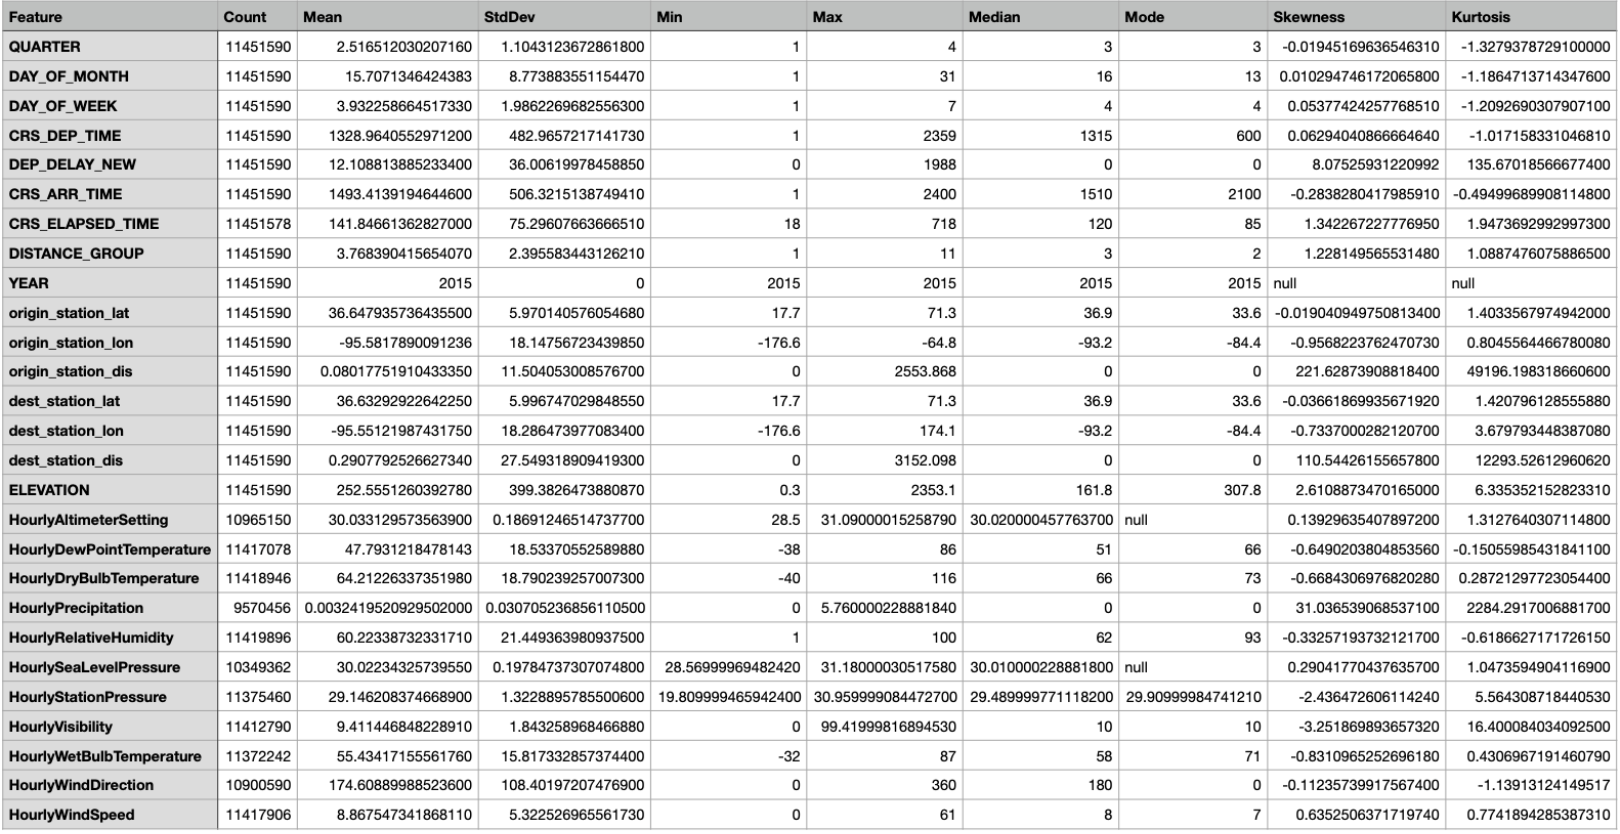 Feature Count Mean StdDev Min Max Median Mode Skewness Kurtosis
QUARTER 11451590 2.516512030207160 1.1043123672861800 1 4 3 3 -0.01945169636546310 -1.3279378729100000
DAY_OF_MONTH 11451590 15.7071346424383 8.773883551154470 1 31 16 13 0.010294746172065800 -1.1864713714347600
DAY_OF_WEEK 11451590 3.932258664517330 1.9862269682556300 1 7 4 4 0.05377424257768510 -1.2092690307907100
CRS_DEP_TIME 11451590 1328.9640552971200 482.9657217141730 1 2359 1315 600 0.06294040866664640 -1.017158331046810
DEP_DELAY_NEW 11451590 12.108813885233400 36.00619978458850 0 1988 0 0 8.07525931220992 135.67018566677400
CRS_ARR_TIME 11451590 1493.4139194644600 506.3215138749410 1 2400 1510 2100 -0.2838280417985910 -0.49499689908114800
CRS_ELAPSED_TIME 11451578 141.84661362827000 75.29607663666510 18 718 120 85 1.342267227776950 1.9473692992997300
DISTANCE_GROUP 11451590 3.768390415654070 2.395583443126210 1 11 3 2 1.228149565531480 1.0887476075886500
YEAR 11451590 2015 0 2015 2015 2015 2015 null null
origin_station_lat 11451590 36.647935736435500 5.970140576054680 17.7 71.3 36.9 33.6 -0.019040949750813400 1.4033567974942000
origin_station_lon 11451590 -95.5817890091236 18.14756723439850 -176.6 -64.8 -93.2 -84.4 -0.9568223762470730 0.8045564466780080
origin_station_dis 11451590 0.08017751910433350 11.504053008576700 0 2553.868 0 0 221.62873908818400 49196.198318660600
dest_station_lat 11451590 36.63292922642250 5.996747029848550 17.7 71.3 36.9 33.6 -0.03661869935671920 1.420796128555880
dest_station_lon 11451590 -95.55121987431750 18.286473977083400 -176.6 174.1 -93.2 -84.4 -0.7337000282120700 3.679793448387080
dest_station_dis 11451590 0.2907792526627340 27.549318909419300 0 3152.098 0 0 110.54426155657800 12293.52612960620
ELEVATION 11451590 252.5551260392780 399.3826473880870 0.3 2353.1 161.8 307.8 2.6108873470165000 6.335352152823310
HourlyAltimeterSetting 10965150 30.033129573563900 0.18691246514737700 28.5 31.09000015258790 30.020000457763700 null 0.13929635407897200 1.3127640307114800
HourlyDewPointTemperature 11417078 47.7931218478143 18.53370552589880 -38 86 51 66 -0.6490203804853560 -0.15055985431841100
HourlyDryBulbTemperature 11418946 64.21226337351980 18.790239257007300 -40 116 66 73 -0.6684306976820280 0.28721297723054400
HourlyPrecipitation 9570456 0.0032419520929502000 0.030705236856110500 0 5.760000228881840 0 0 31.036539068537100 2284.2917006881700
HourlyRelativeHumidity 11419896 60.22338732331710 21.449363980937500 1 100 62 93 -0.33257193732121700 -0.6186627171726150
HourlySeaLevelPressure 10349362 30.02234325739550 0.19784737307074800 28.56999969482420 31.18000030517580 30.010000228881800 null 0.29041770437635700 1.0473594904116900
HourlyStationPressure 11375460 29.146208374668900 1.3228895785500600 19.809999465942400 30.959999084472700 29.489999771118200 29.90999984741210 -2.436472606114240 5.564308718440530
HourlyVisibility 11412790 9.411446848228910 1.843258968466880 0 99.41999816894530 10 10 -3.251869893657320 16.400084034092500
HourlyWetBulbTemperature 11372242 55.43417155561760 15.817332857374400 -32 87 58 71 -0.8310965252696180 0.4306967191460790
HourlyWindDirection 10900590 174.60889988523600 108.40197207476900 0 360 180 0 -0.11235739917567400 -1.13913124149517
HourlyWindSpeed 11417906 8.867547341868110 5.322526965561730 0 61 8 7 0.6352506371719740 0.7741894285387310